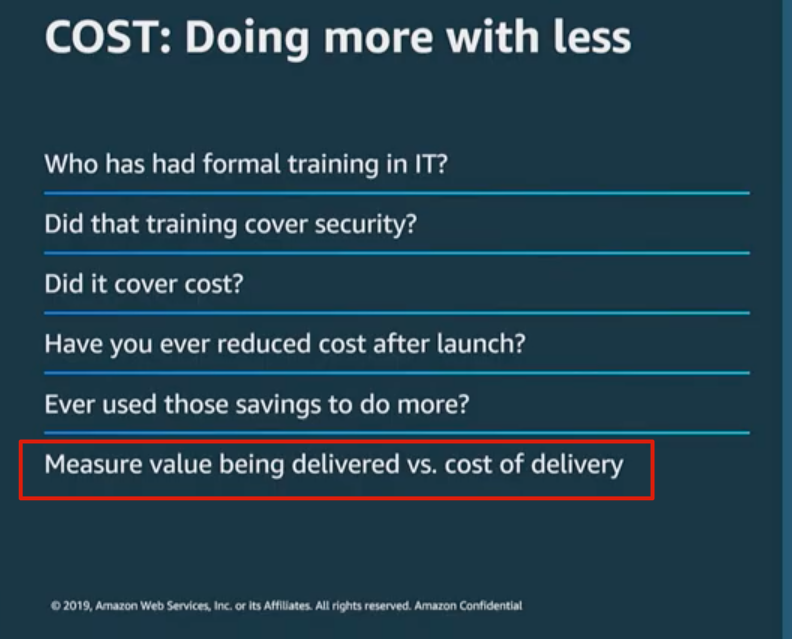 COST: Doing more with less
Who has had formal training in IT?
Did that training cover security?
Did it cover cost?
Have you ever reduced cost after launch?
Ever used those savings to do more?
Measure value being delivered vs. cost of delivery
© 2019, Amazon Web Services, Inc. or its Affiliates. All rights reserved. Amazon Confidential